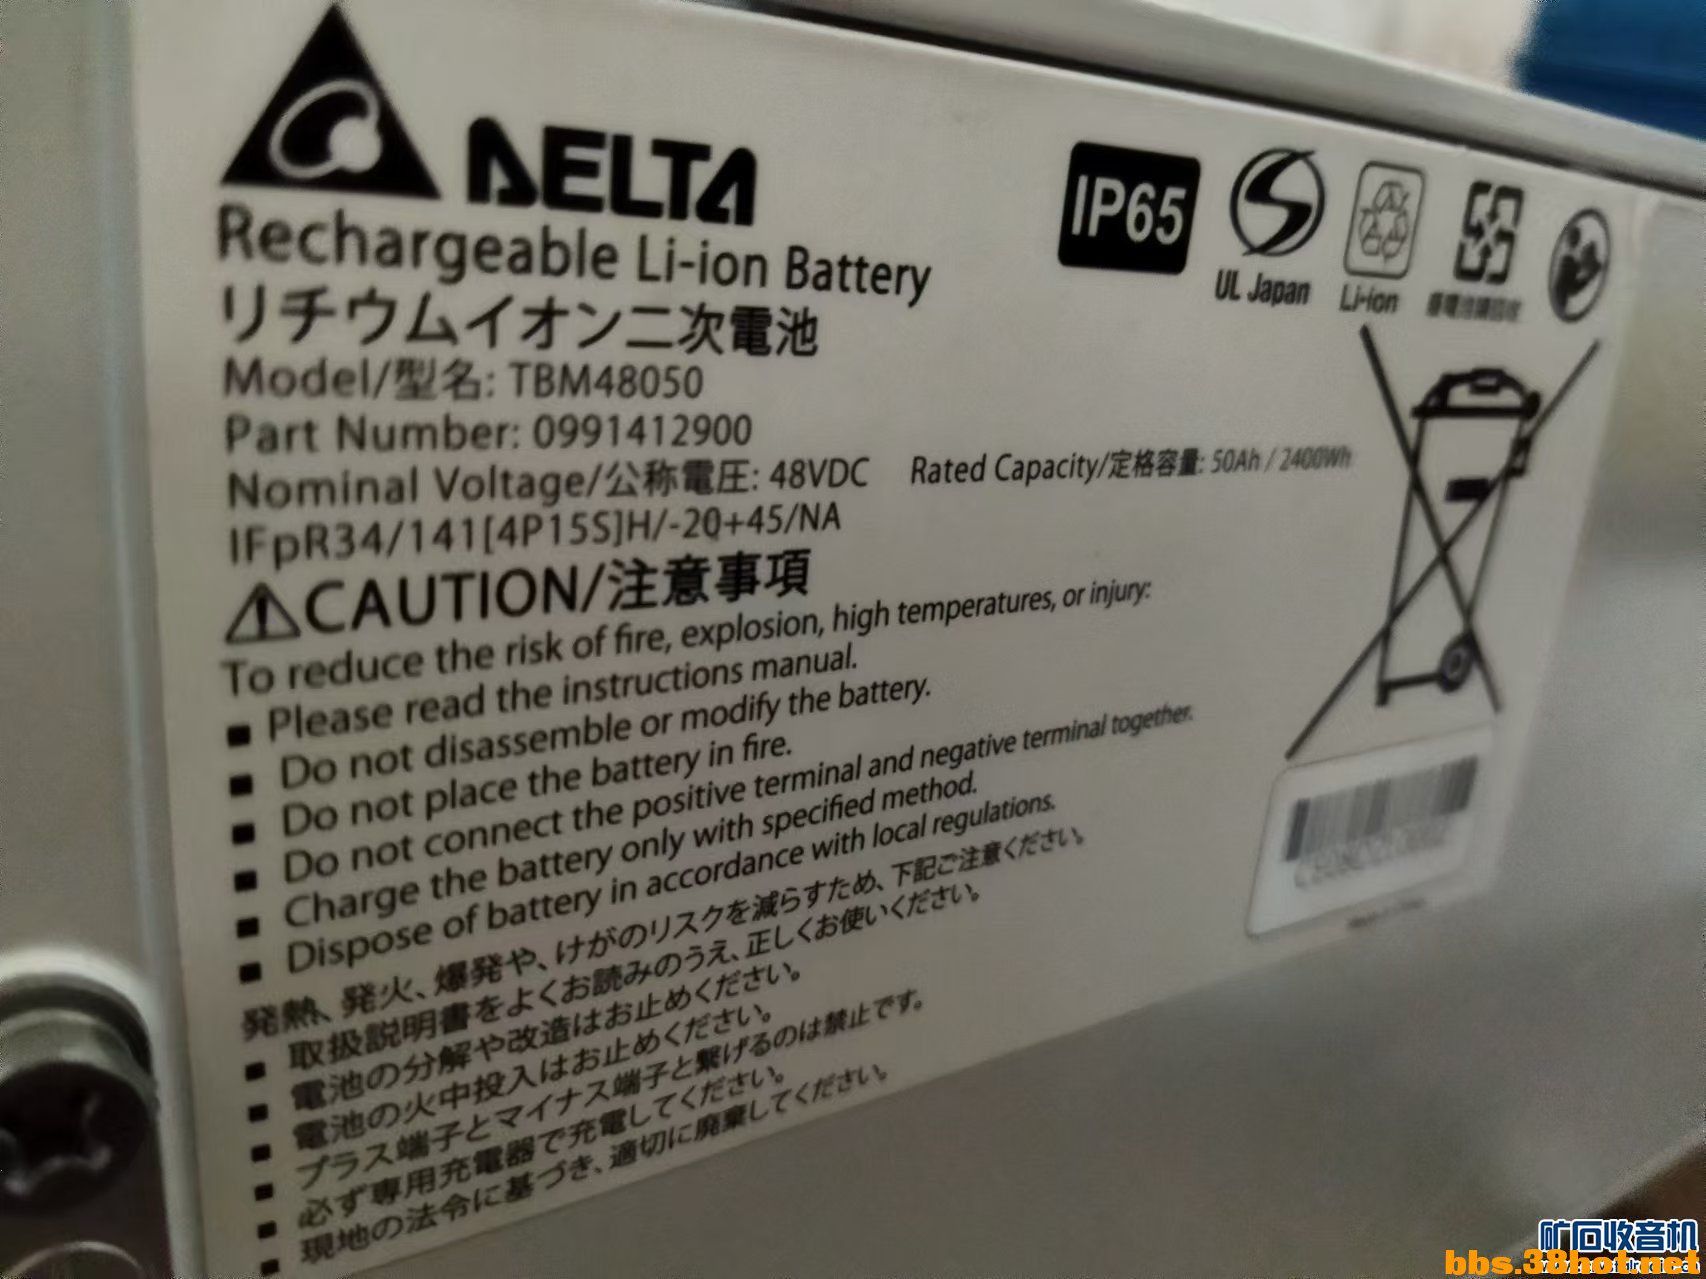 DELTA
IP65
UL Japan
Li-ion
Rechargeable Li-ion Battery
リチウムイオン二次電池
Model/型名: TBM48050
Part Number: 0991412900
Nominal Voltage/公称電圧: 48VDC Rated Capacity/定格容量: 50Ah / 2400Wh
IFpR34/141[4P15S]H/-20+45/NA
CAUTION/注意事項
To reduce the risk of fire, explosion, high temperatures, or injury:
■ Please read the instructions manual.
■ Do not disassemble or modify the battery.
■ Do not place the battery in fire.
■ Do not connect the positive terminal and negative terminal together.
■ Charge the battery only with specified method.
■ Dispose of battery in accordance with local regulations.
発熱、発火、爆発や、けがのリスクを減らすため、下記ご注意ください。
■ 取扱説明書をよくお読みのうえ、正しくお使いください。
■ 電池の分解や改造はお止めください。
■ 電池の火中投入はお止めください。
■ プラス端子とマイナス端子と繋げるのは禁止です。
■ 必ず専用充電器で充電してください。
■ 現地の法令に基づき、適切に廃棄してください。
矿石收音机
bbs.38hot.net